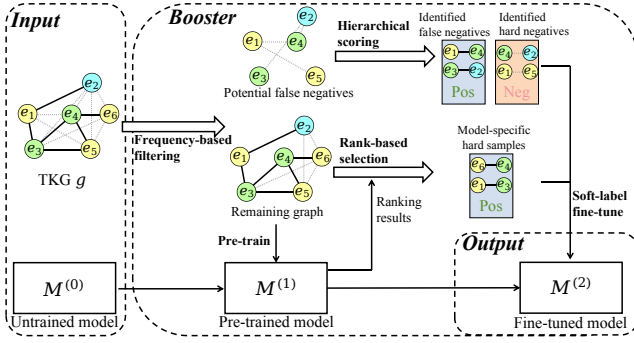 Input
Booster
e2
e1
e4
e6
e3
e5
TKG g
Frequency-based
filtering
e2
e1
e4
e3
e5
Potential false negatives
Hierarchical
scoring
Identified
false negatives
e1 e4
e3 e2
Pos
Identified
hard negatives
e4 e2
e1 e5
Neg
e2
e1
e4
e6
e3
e5
Remaining graph
Rank-based
selection
Model-specific
hard samples
e6 e4
e1 e3
Pos
Ranking
results
Pre-train
Soft-label
fine-tune
Output
M(0)
Untrained model
M(1)
Pre-trained model
M(2)
Fine-tuned model